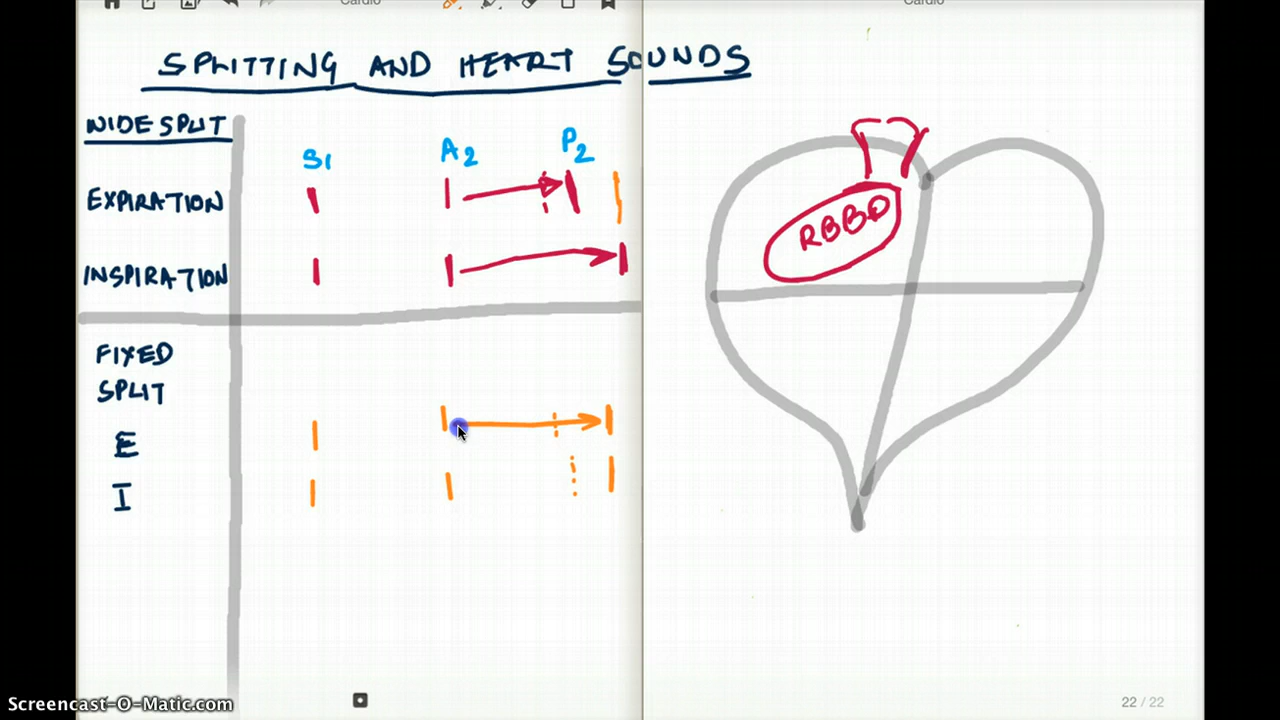 Cardio
Cardio
SPLITTING AND HEART SOUNDS
WIDE SPLIT
S1 A2 P2
EXPIRATION
INSPIRATION
FIXED
SPLIT
E
I
RBBB
22 / 22
Screencast-O-Matic.com